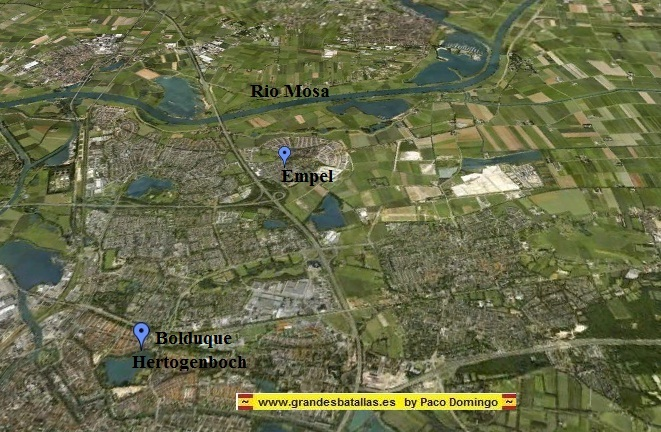 Rio Mosa
Empel
Bolduque
Hertogenboch
~ www.grandesbatallas.es by Paco Domingo ~